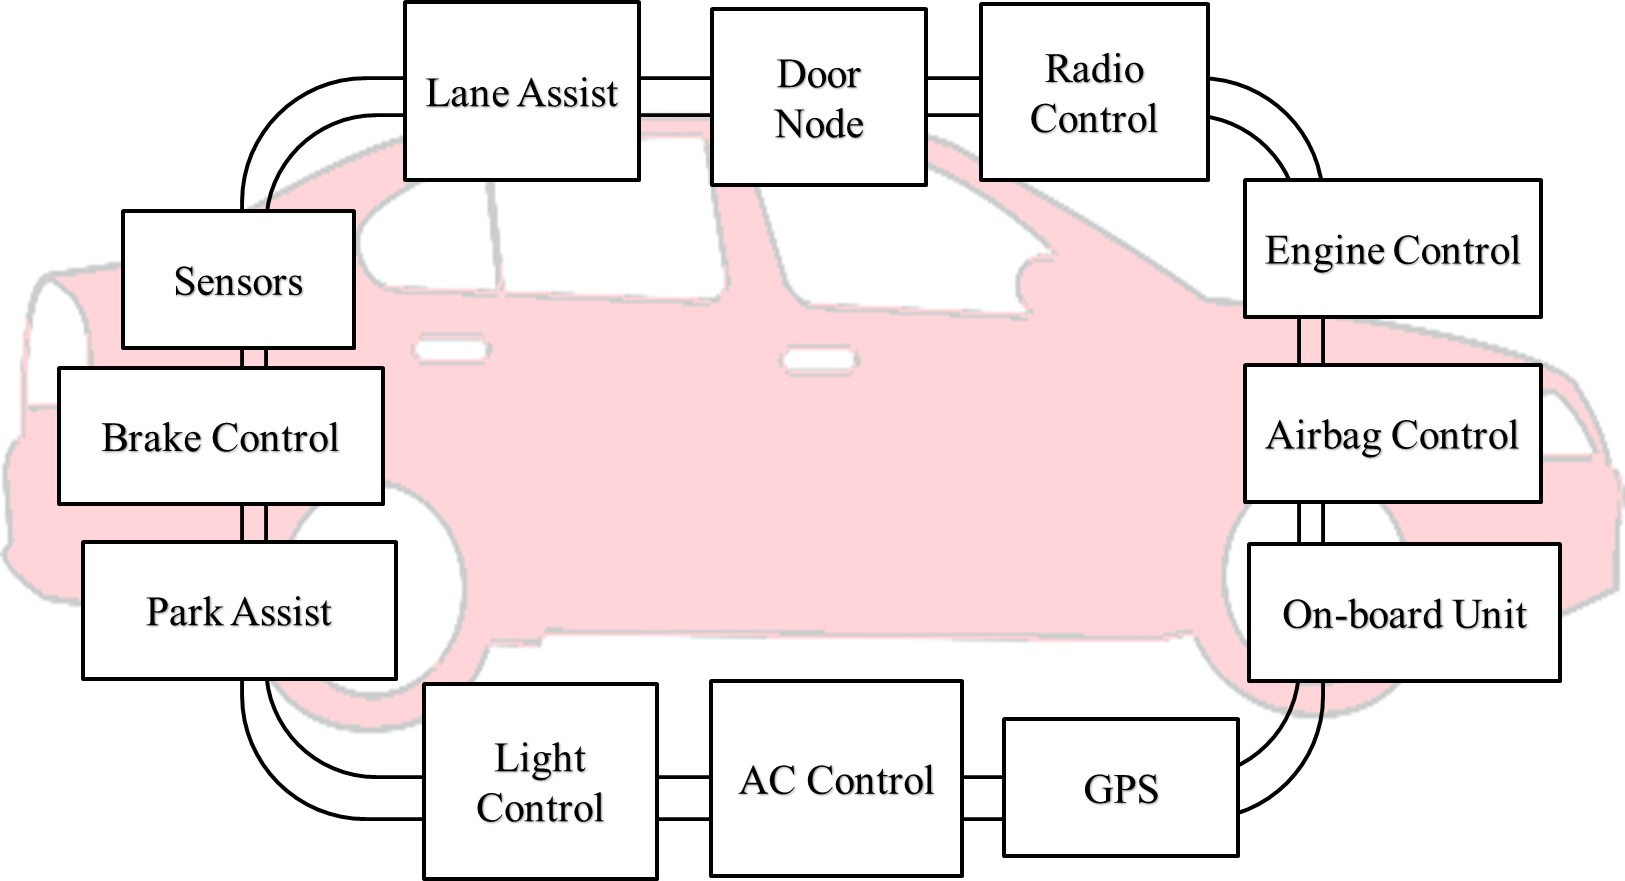 Lane Assist
Door
Node
Radio
Control
Engine Control
Sensors
Airbag Control
Brake Control
On-board Unit
Park Assist
Light
Control
AC Control
GPS